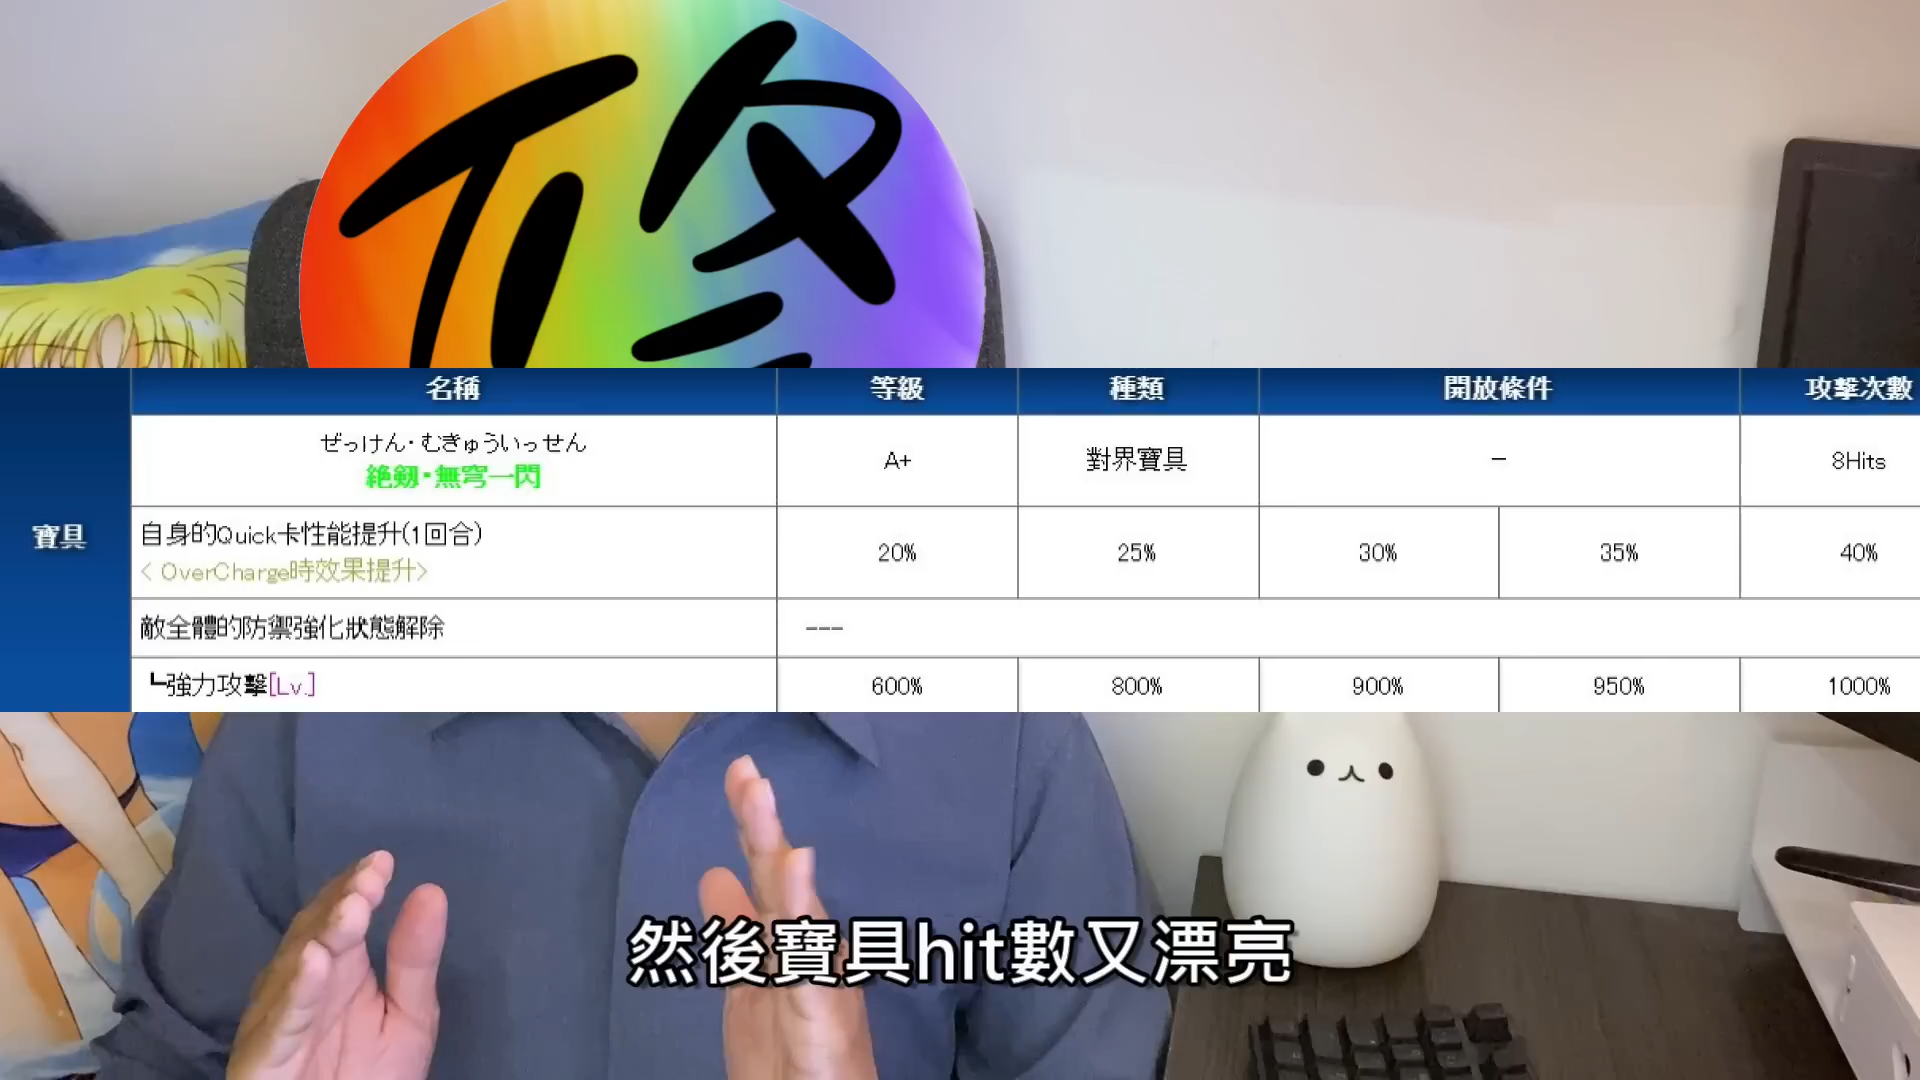 修
名稱 等級 種類 開放條件 攻擊次數
ぜっけん・むきゅういっせん
絶剱・無穹一閃 A+ 對界寶具 － 8Hits
寶具
自身的Quick卡性能提升(1回合)
< OverCharge時效果提升> 20% 25% 30% 35% 40%
敵全體的防禦強化狀態解除 ---
┗強力攻擊[Lv.] 600% 800% 900% 950% 1000%
然後寶具hit數又漂亮